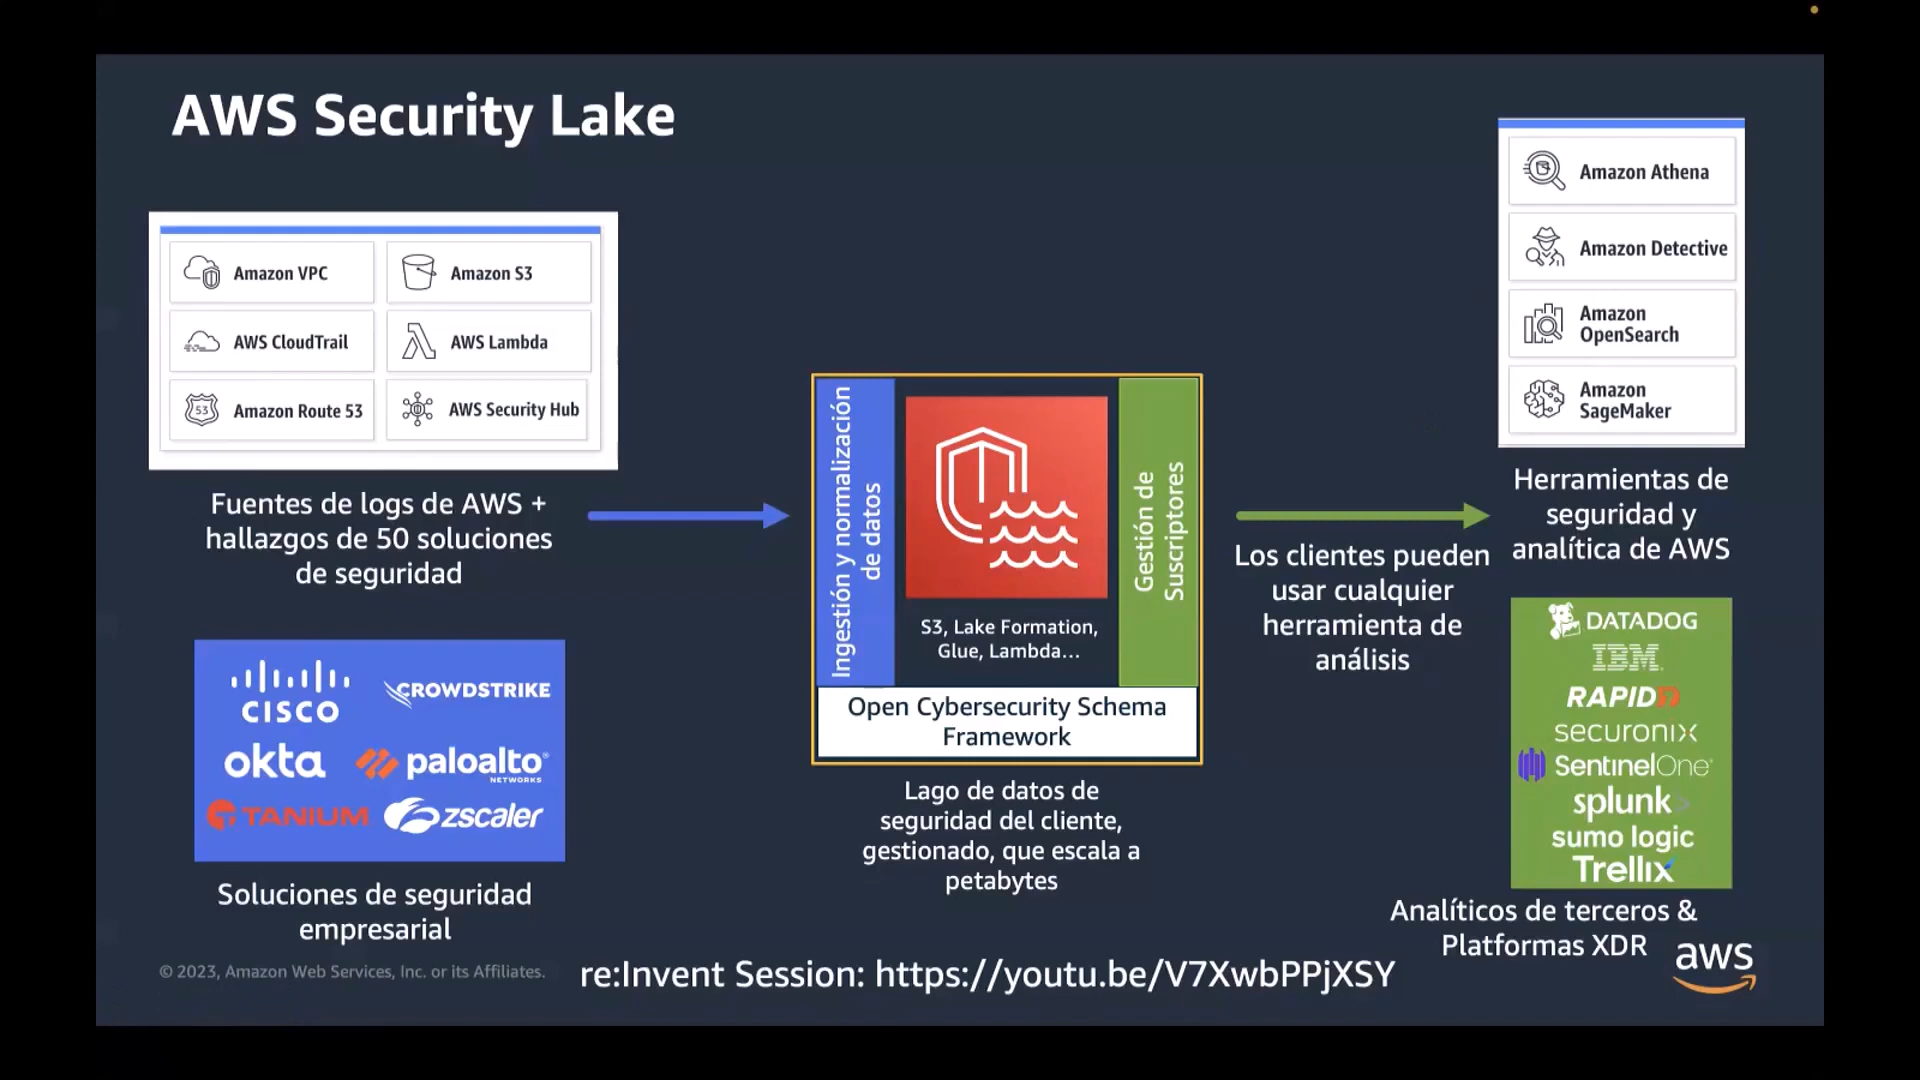 AWS Security Lake
Amazon VPC
Amazon S3
AWS CloudTrail
AWS Lambda
53
Amazon Route 53
AWS Security Hub
Fuentes de logs de AWS +
hallazgos de 50 soluciones
de seguridad
CISCO
CROWDSTRIKE
okta
paloalto
NETWORKS
TANIUM
zscaler
Soluciones de seguridad
empresarial
Ingestión y normalización
de datos
S3, Lake Formation,
Glue, Lambda...
Gestión de
Suscriptores
Open Cybersecurity Schema
Framework
Lago de datos de
seguridad del cliente,
gestionado, que escala a
petabytes
Los clientes pueden
usar cualquier
herramienta de
análisis
Amazon Athena
Amazon Detective
Amazon
OpenSearch
Amazon
SageMaker
Herramientas de
seguridad y
analítica de AWS
DATADOG
IBM
RAPID7
securonix
SentinelOne
splunk>
sumo logic
Trellix
Analíticos de terceros &
Platformas XDR
aws
© 2023, Amazon Web Services, Inc. or its Affiliates.
re:Invent Session: https://youtu.be/V7XwbPPjXSY